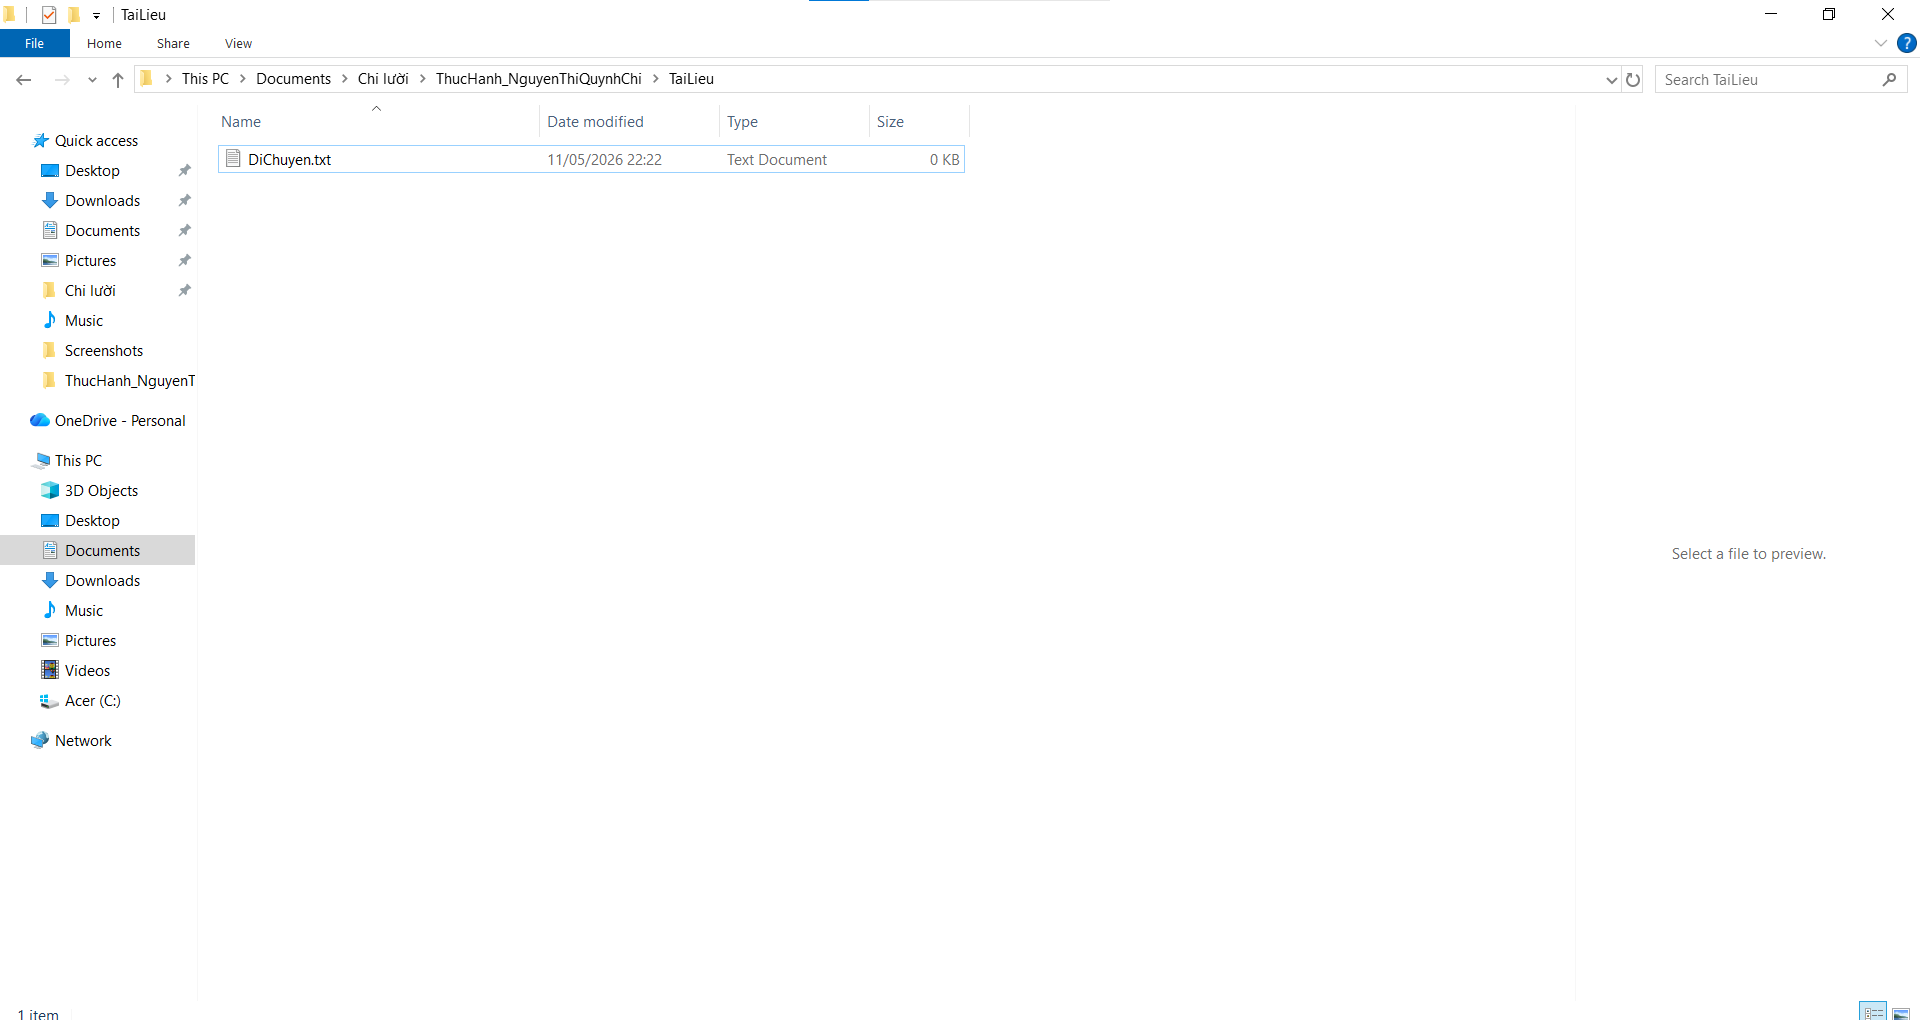 TaiLieu
File Home Share View
This PC Documents Chi lười ThucHanh_NguyenThiQuynhChi TaiLieu
Search TaiLieu
Name Date modified Type Size
DiChuyen.txt 11/05/2026 22:22 Text Document 0 KB
Quick access
Desktop
Downloads
Documents
Pictures
Chi lười
Music
Screenshots
ThucHanh_NguyenT
OneDrive - Personal
This PC
3D Objects
Desktop
Documents
Downloads
Music
Pictures
Videos
Acer (C:)
Network
Select a file to preview.
1 item